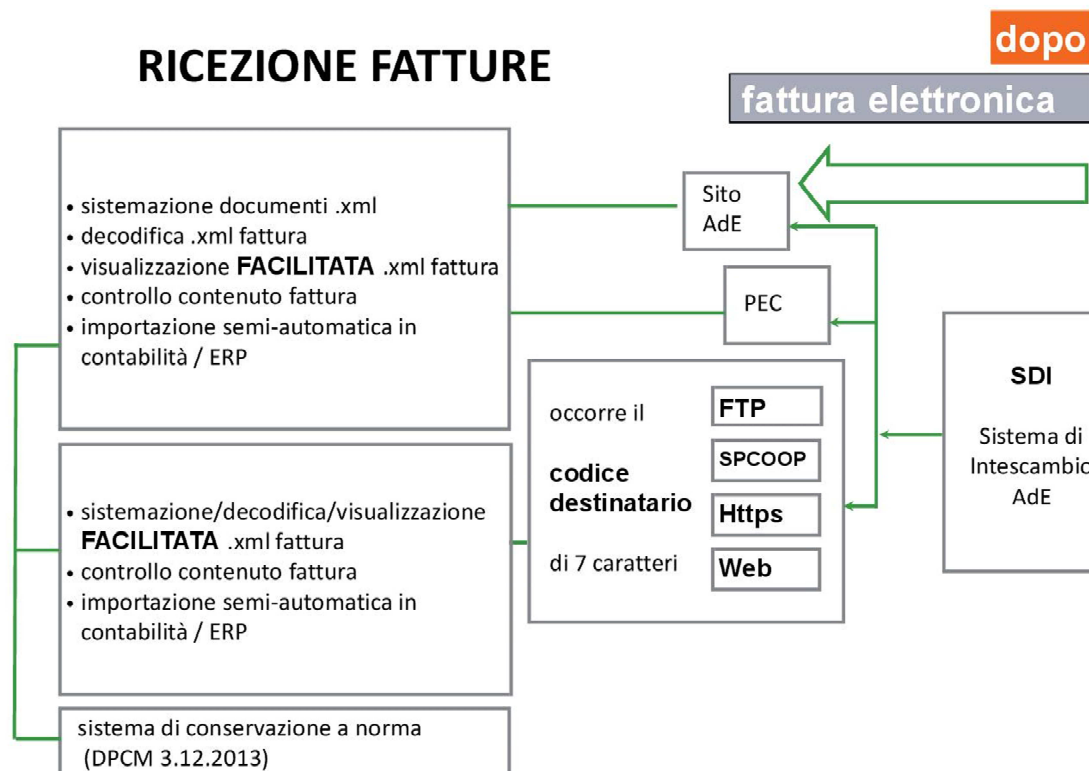 RICEZIONE FATTURE
dopo
fattura elettronica
• sistemazione documenti .xml
• decodifica .xml fattura
• visualizzazione FACILITATA .xml fattura
• controllo contenuto fattura
• importazione semi-automatica in
contabilità / ERP
Sito
AdE
PEC
occorre il
codice
destinatario
di 7 caratteri
FTP
SPCOOP
Https
Web
SDI
Sistema di
Intescambio
AdE
• sistemazione/decodifica/visualizzazione
FACILITATA .xml fattura
• controllo contenuto fattura
• importazione semi-automatica in
contabilità / ERP
sistema di conservazione a norma
(DPCM 3.12.2013)